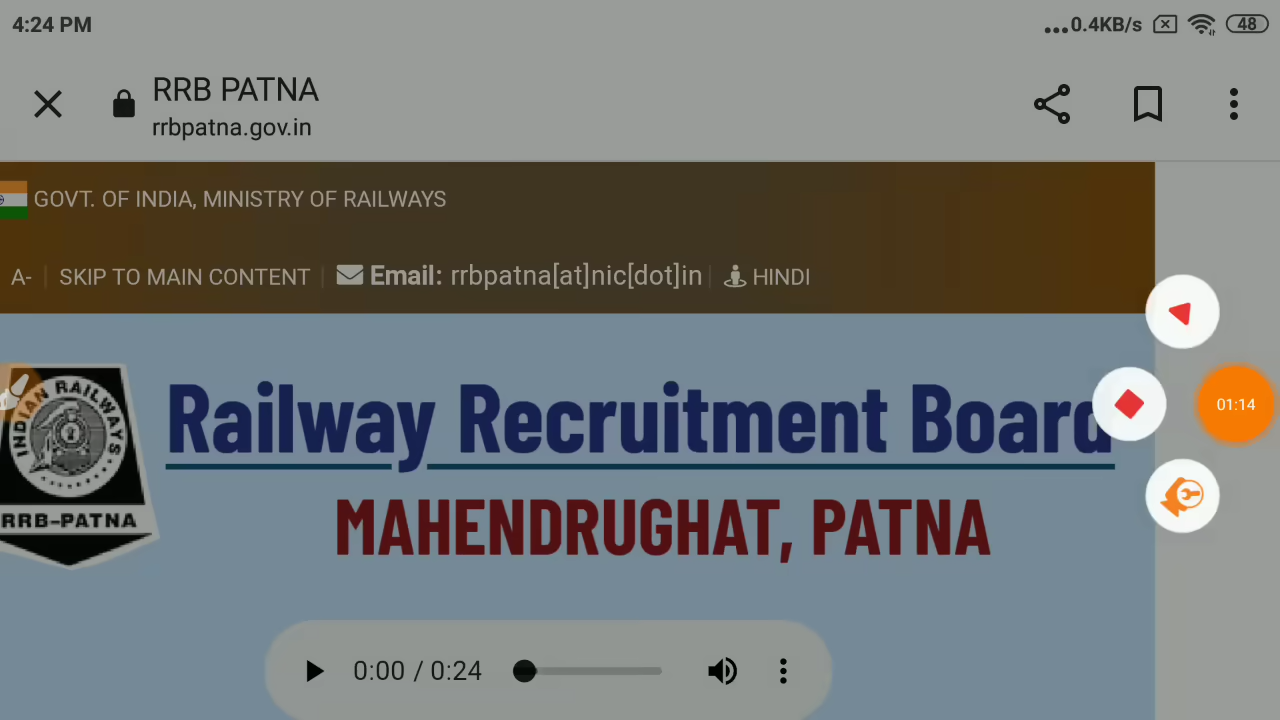 4:24 PM
...0.4KB/s
48
RRB PATNA
rrbpatna.gov.in
GOVT. OF INDIA, MINISTRY OF RAILWAYS
A- | SKIP TO MAIN CONTENT | Email: rrbpatna[at]nic[dot]in | HINDI
INDIAN RAILWAYS
RRB-PATNA
Railway Recruitment Board
MAHENDRUGHAT, PATNA
01:14
0:00 / 0:24